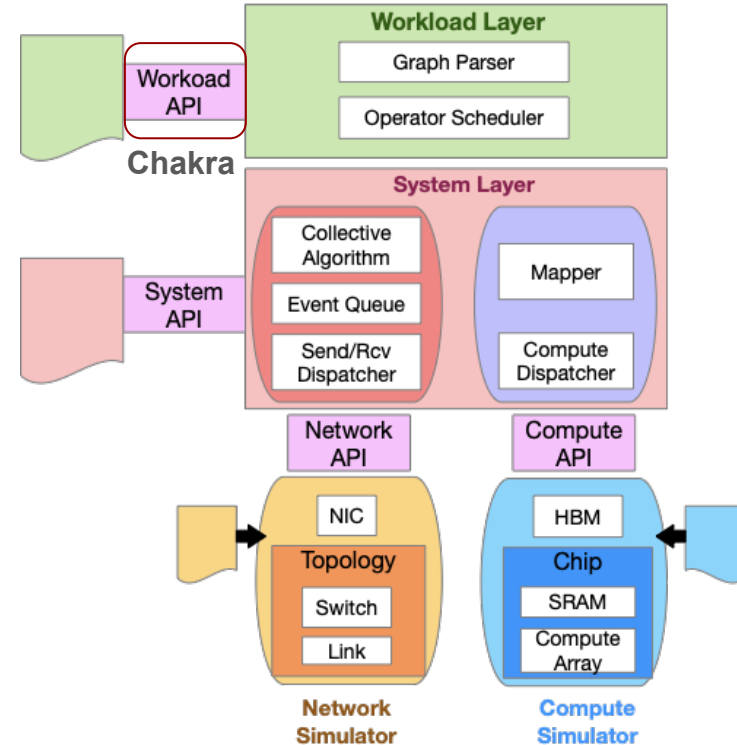 Workload Layer
Graph Parser
Operator Scheduler
Workoad
API
Chakra
System Layer
Collective
Algorithm
Event Queue
Send/Rcv
Dispatcher
Mapper
Compute
Dispatcher
System
API
Network
API
Compute
API
NIC
Topology
Switch
Link
HBM
Chip
SRAM
Compute
Array
Network
Simulator
Compute
Simulator